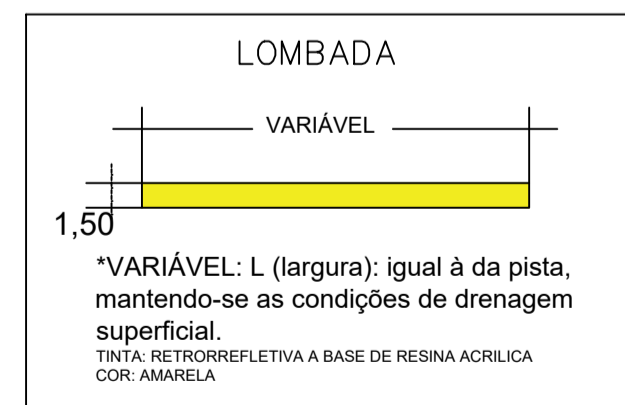 LOMBADA
VARIÁVEL
1,50
*VARIÁVEL: L (largura): igual à da pista,
mantendo-se as condições de drenagem
superficial.
TINTA: RETRORREFLETIVA A BASE DE RESINA ACRILICA
COR: AMARELA